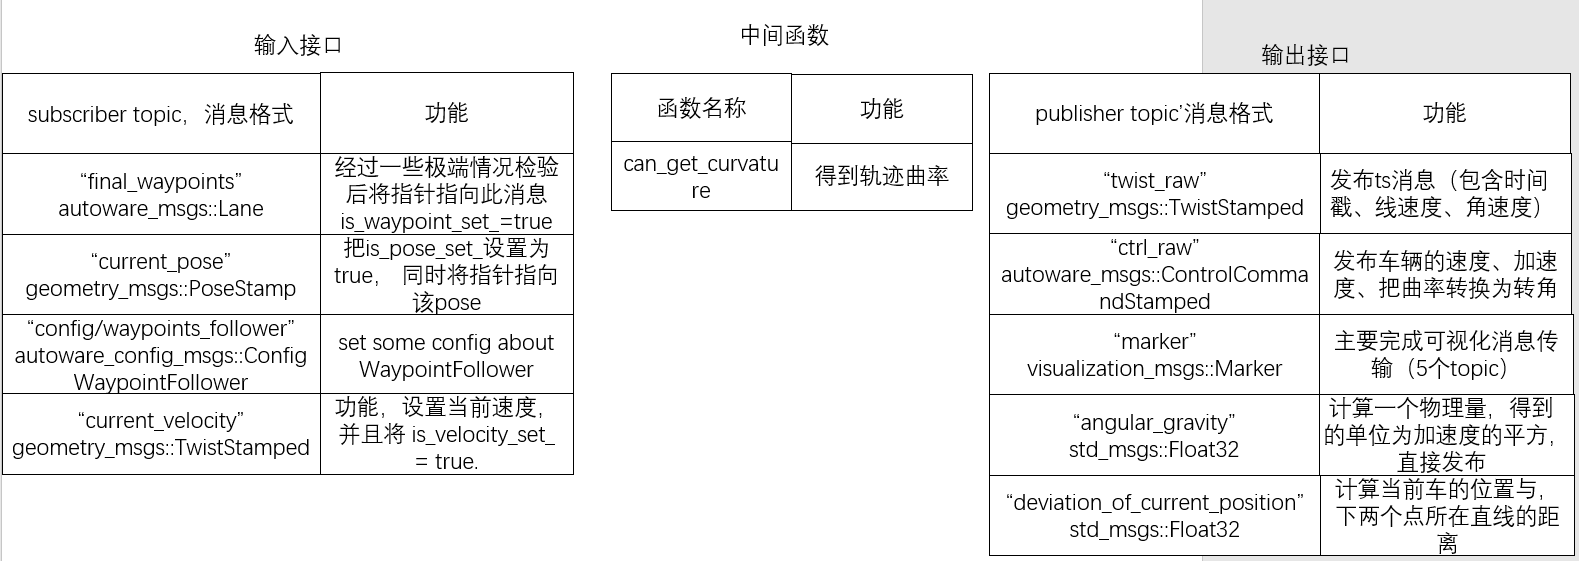 输入接口
subscriber topic，消息格式
功能
“final_waypoints”
autoware_msgs::Lane
经过一些极端情况检验
后将指针指向此消息
is_waypoint_set_=true
“current_pose”
geometry_msgs::PoseStamp
把is_pose_set_设置为
true， 同时将指针指向
该pose
“config/waypoints_follower”
autoware_config_msgs::Config
WaypointFollower
set some config about
WaypointFollower
“current_velocity”
geometry_msgs::TwistStamped
功能，设置当前速度，
并且将 is_velocity_set_
= true.
中间函数
函数名称
功能
can_get_curvatu
re
得到轨迹曲率
输出接口
publisher topic’消息格式
功能
“twist_raw”
geometry_msgs::TwistStamped
发布ts消息（包含时间
戳、线速度、角速度）
“ctrl_raw”
autoware_msgs::ControlComma
ndStamped
发布车辆的速度、加速
度、把曲率转换为转角
“marker”
visualization_msgs::Marker
主要完成可视化消息传
输（5个topic）
“angular_gravity”
std_msgs::Float32
计算一个物理量，得到
的单位为加速度的平方，
直接发布
“deviation_of_current_position”
std_msgs::Float32
计算当前车的位置与，
下两个点所在直线的距
离